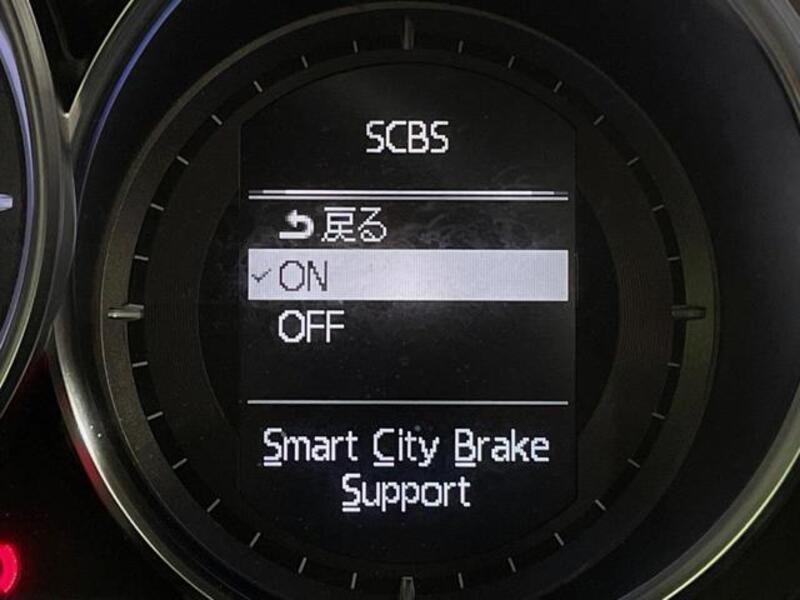 SCBS
戻る
ON
OFF
Smart City Brake
Support